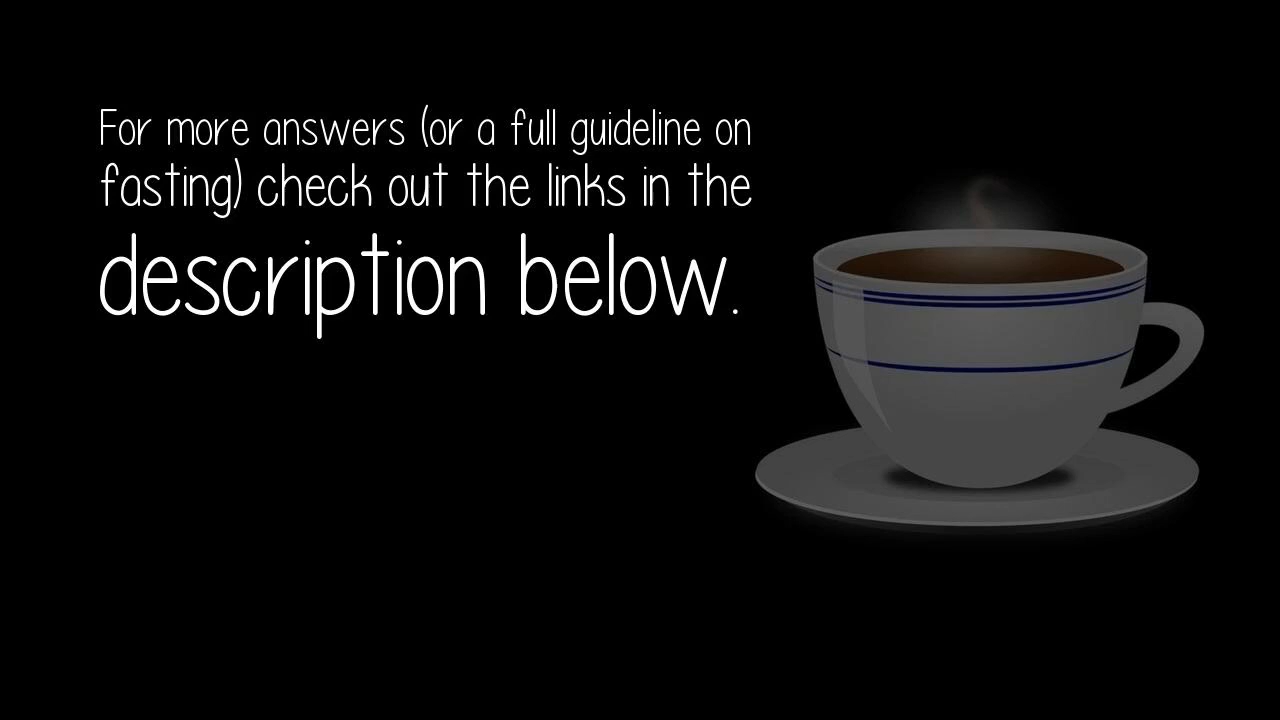 For more answers (or a full guideline on
fasting) check out the links in the
description below.